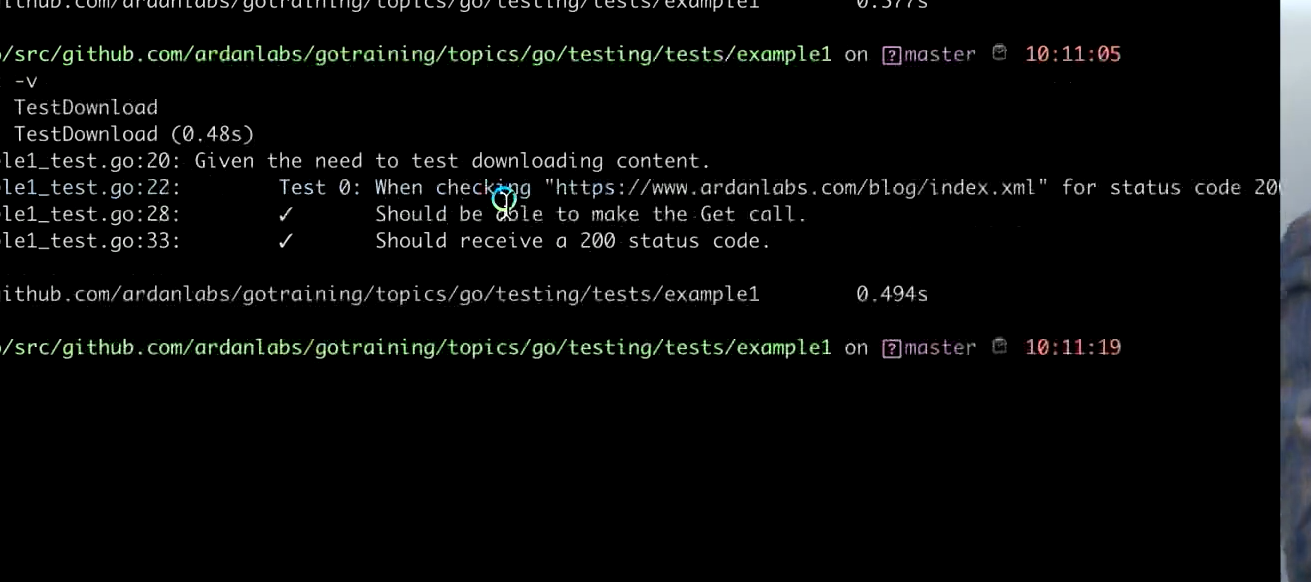 ithub.com/ardanlabs/gotraining/topics/go/testing/tests/example1 0.577s
/src/github.com/ardanlabs/gotraining/topics/go/testing/tests/example1 on master 10:11:05
-v
TestDownload
TestDownload (0.48s)
le1_test.go:20: Given the need to test downloading content.
le1_test.go:22: Test 0: When checking "https://www.ardanlabs.com/blog/index.xml" for status code 20
le1_test.go:28: ✓ Should be able to make the Get call.
le1_test.go:33: ✓ Should receive a 200 status code.
ithub.com/ardanlabs/gotraining/topics/go/testing/tests/example1 0.494s
/src/github.com/ardanlabs/gotraining/topics/go/testing/tests/example1 on master 10:11:19